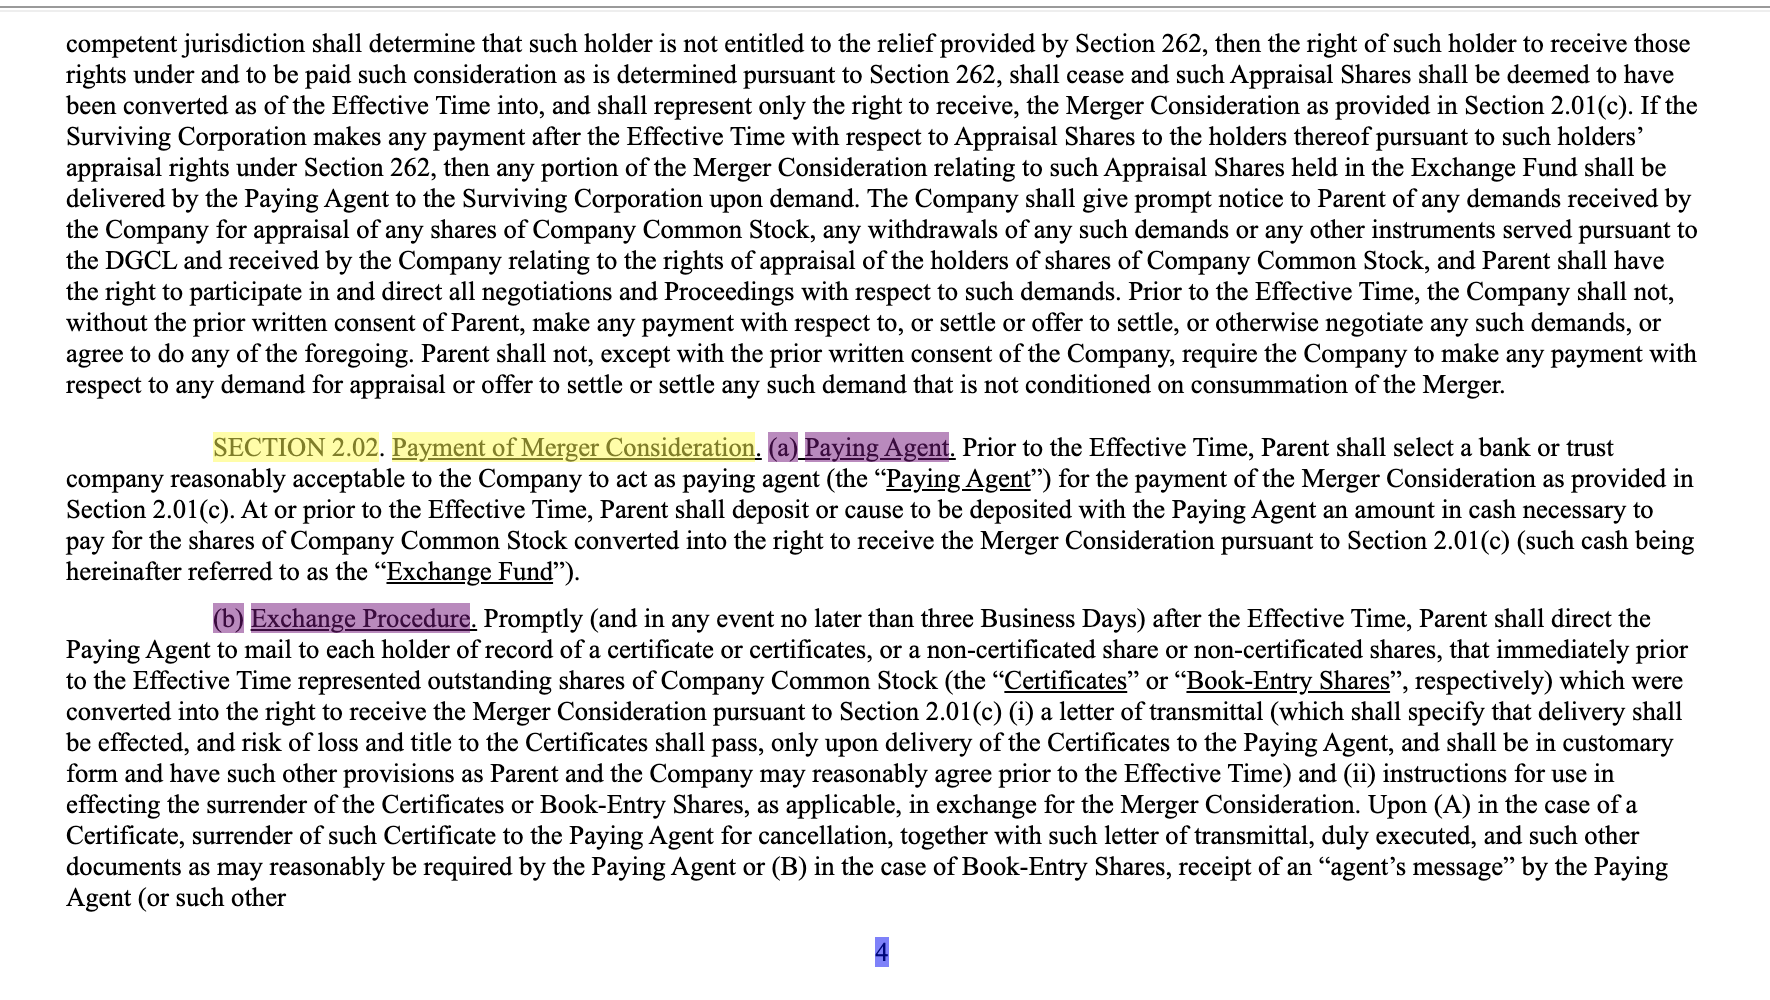 competent jurisdiction shall determine that such holder is not entitled to the relief provided by Section 262, then the right of such holder to receive those
rights under and to be paid such consideration as is determined pursuant to Section 262, shall cease and such Appraisal Shares shall be deemed to have
been converted as of the Effective Time into, and shall represent only the right to receive, the Merger Consideration as provided in Section 2.01(c). If the
Surviving Corporation makes any payment after the Effective Time with respect to Appraisal Shares to the holders thereof pursuant to such holders’
appraisal rights under Section 262, then any portion of the Merger Consideration relating to such Appraisal Shares held in the Exchange Fund shall be
delivered by the Paying Agent to the Surviving Corporation upon demand. The Company shall give prompt notice to Parent of any demands received by
the Company for appraisal of any shares of Company Common Stock, any withdrawals of any such demands or any other instruments served pursuant to
the DGCL and received by the Company relating to the rights of appraisal of the holders of shares of Company Common Stock, and Parent shall have
the right to participate in and direct all negotiations and Proceedings with respect to such demands. Prior to the Effective Time, the Company shall not,
without the prior written consent of Parent, make any payment with respect to, or settle or offer to settle, or otherwise negotiate any such demands, or
agree to do any of the foregoing. Parent shall not, except with the prior written consent of the Company, require the Company to make any payment with
respect to any demand for appraisal or offer to settle or settle any such demand that is not conditioned on consummation of the Merger.
SECTION 2.02. Payment of Merger Consideration. (a) Paying Agent. Prior to the Effective Time, Parent shall select a bank or trust
company reasonably acceptable to the Company to act as paying agent (the “Paying Agent”) for the payment of the Merger Consideration as provided in
Section 2.01(c). At or prior to the Effective Time, Parent shall deposit or cause to be deposited with the Paying Agent an amount in cash necessary to
pay for the shares of Company Common Stock converted into the right to receive the Merger Consideration pursuant to Section 2.01(c) (such cash being
hereinafter referred to as the “Exchange Fund”).
(b) Exchange Procedure. Promptly (and in any event no later than three Business Days) after the Effective Time, Parent shall direct the
Paying Agent to mail to each holder of record of a certificate or certificates, or a non-certificated share or non-certificated shares, that immediately prior
to the Effective Time represented outstanding shares of Company Common Stock (the “Certificates” or “Book-Entry Shares”, respectively) which were
converted into the right to receive the Merger Consideration pursuant to Section 2.01(c) (i) a letter of transmittal (which shall specify that delivery shall
be effected, and risk of loss and title to the Certificates shall pass, only upon delivery of the Certificates to the Paying Agent, and shall be in customary
form and have such other provisions as Parent and the Company may reasonably agree prior to the Effective Time) and (ii) instructions for use in
effecting the surrender of the Certificates or Book-Entry Shares, as applicable, in exchange for the Merger Consideration. Upon (A) in the case of a
Certificate, surrender of such Certificate to the Paying Agent for cancellation, together with such letter of transmittal, duly executed, and such other
documents as may reasonably be required by the Paying Agent or (B) in the case of Book-Entry Shares, receipt of an “agent’s message” by the Paying
Agent (or such other
4